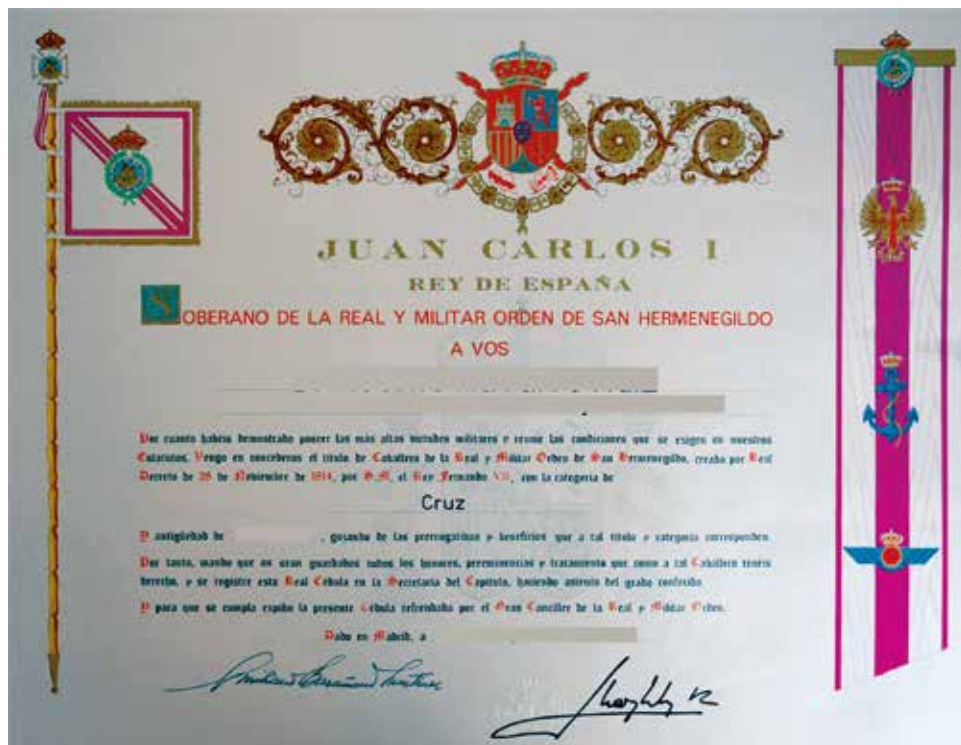 JUAN CARLOS I
REY DE ESPAÑA
SOBERANO DE LA REAL Y MILITAR ORDEN DE SAN HERMENEGILDO
A VOS
Por cuanto habéis demostrado poseer las más altas virtudes militares y reunís las condiciones que se exigen en nuestros
Estatutos, Vengo en concederos el título de Caballero de la Real y Militar Orden de San Hermenegildo, creada por Real
Decreto de 28 de Noviembre de 1814, por S.M. el Rey Fernando VII, con la categoría de
Cruz
Y antigüedad de , gozando de las prerrogativas y beneficios que a tal título y categoría corresponden.
Por tanto, mando que os sean guardados todos los honores, preeminencias y tratamiento que como a tal Caballero tenéis
derecho, y se registre esta Real Cédula en la Secretaría del Capítulo, haciendo asiento del grado conferido.
Y para que se cumpla expido la presente Cédula refrendada por el Gran Canciller de la Real y Militar Orden.
Dado en Madrid, a